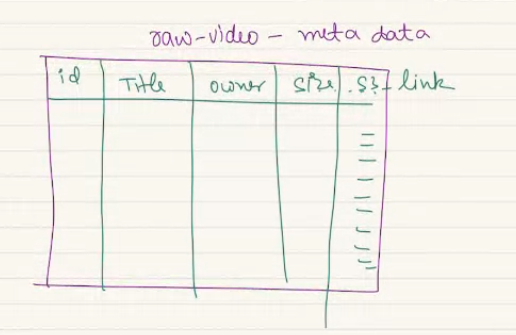 raw-video - meta data
id Title owner size S3-link